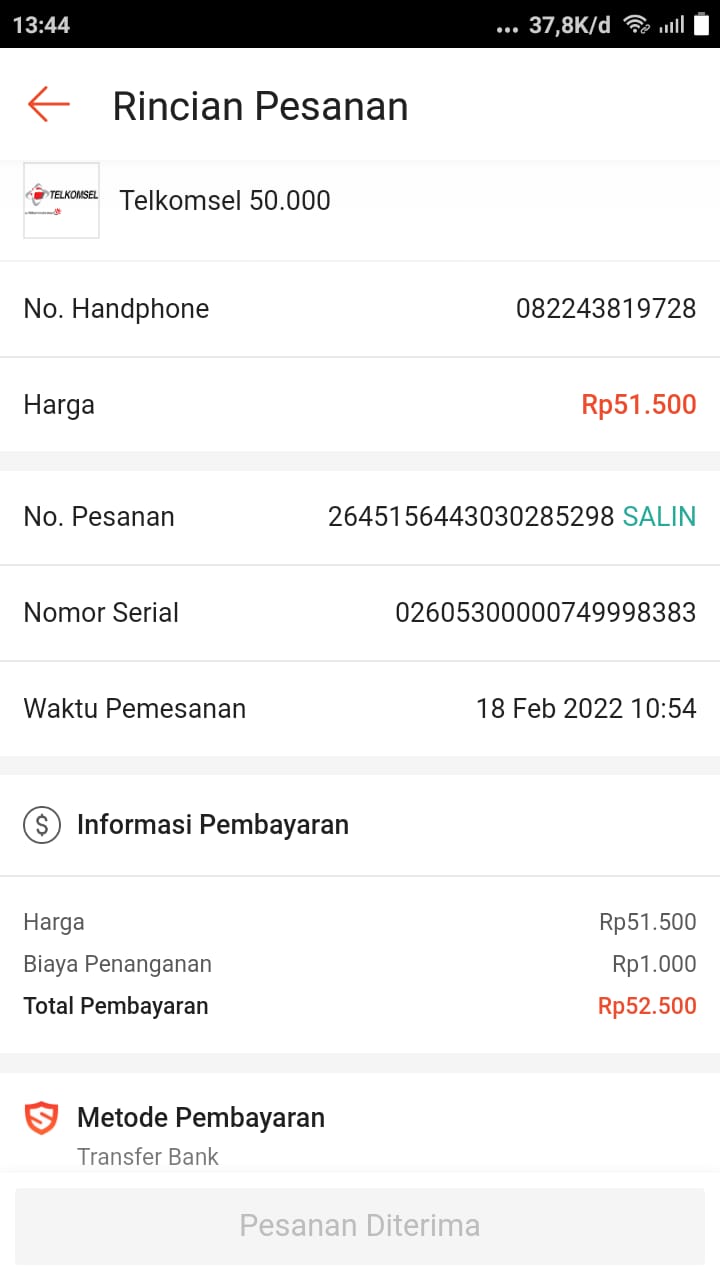 13:44 ... 37,8K/d
Rincian Pesanan
TELKOMSEL
Telkomsel 50.000
No. Handphone 082243819728
Harga Rp51.500
No. Pesanan 2645156443030285298 SALIN
Nomor Serial 02605300000749998383
Waktu Pemesanan 18 Feb 2022 10:54
Informasi Pembayaran
Harga Rp51.500
Biaya Penanganan Rp1.000
Total Pembayaran Rp52.500
Metode Pembayaran
Transfer Bank
Pesanan Diterima